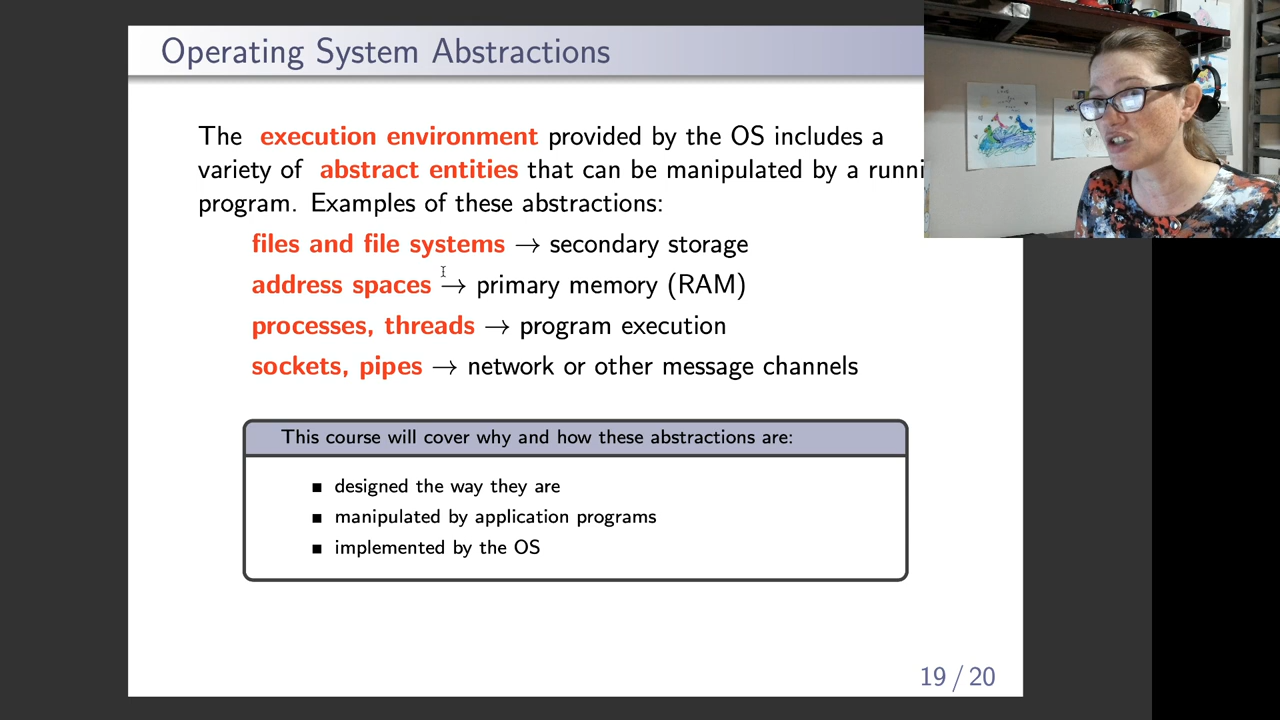 Operating System Abstractions
The execution environment provided by the OS includes a
variety of abstract entities that can be manipulated by a runni
program. Examples of these abstractions:
files and file systems → secondary storage
address spaces → primary memory (RAM)
processes, threads → program execution
sockets, pipes → network or other message channels
This course will cover why and how these abstractions are:
■ designed the way they are
■ manipulated by application programs
■ implemented by the OS
19 / 20